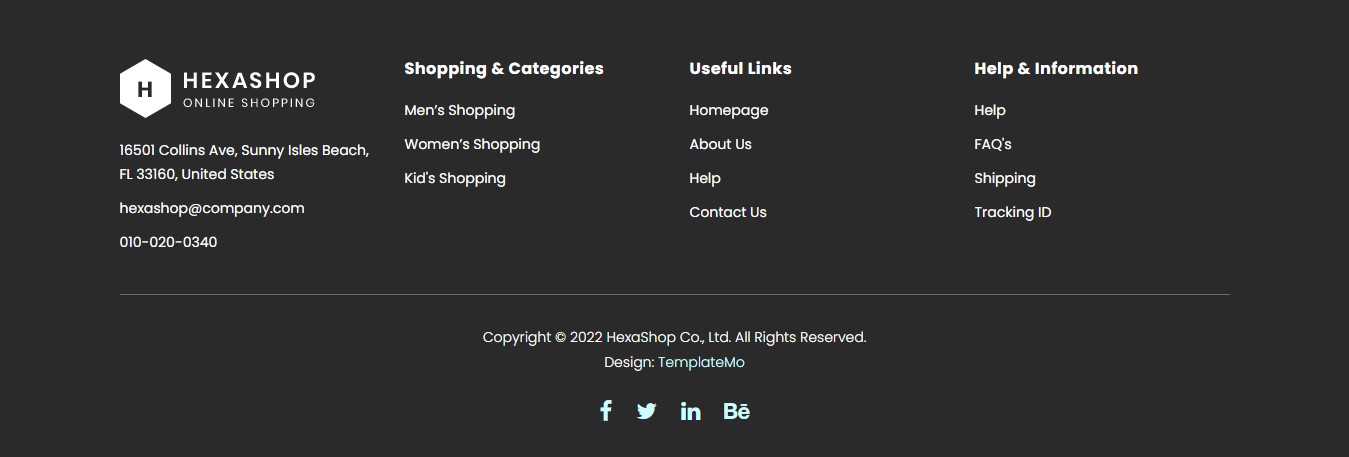 H
HEXASHOP
ONLINE SHOPPING
16501 Collins Ave, Sunny Isles Beach,
FL 33160, United States
hexashop@company.com
010-020-0340
Shopping & Categories
Men’s Shopping
Women’s Shopping
Kid's Shopping
Useful Links
Homepage
About Us
Help
Contact Us
Help & Information
Help
FAQ's
Shipping
Tracking ID
Copyright © 2022 HexaShop Co., Ltd. All Rights Reserved.
Design: TemplateMo
f in Bē